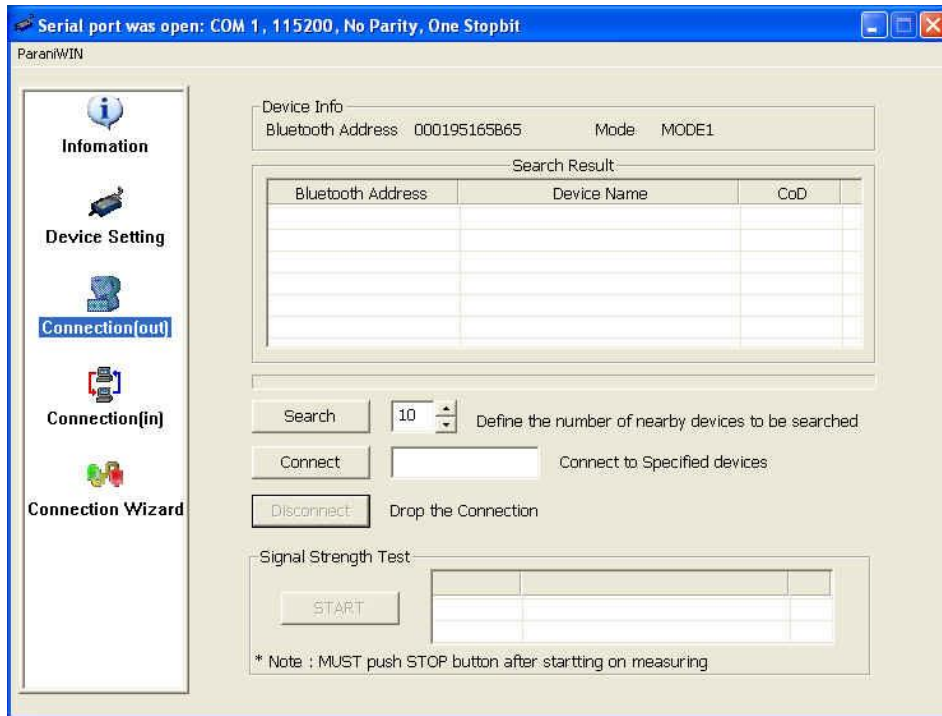 Serial port was open: COM 1, 115200, No Parity, One Stopbit
ParaniWIN
Infomation
Device Setting
Connection(out)
Connection(in)
Connection Wizard
Device Info
Bluetooth Address 000195165B65 Mode MODE1
Search Result
Bluetooth Address Device Name CoD
Search 10 Define the number of nearby devices to be searched
Connect Connect to Specified devices
Disconnect Drop the Connection
Signal Strength Test
START
* Note : MUST push STOP button after startting on measuring